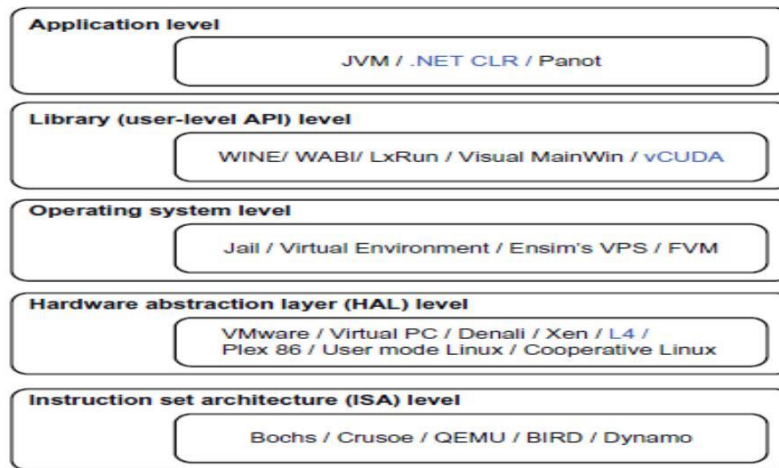 Application level
JVM / .NET CLR / Panot
Library (user-level API) level
WINE/ WABI/ LxRun / Visual MainWin / vCUDA
Operating system level
Jail / Virtual Environment / Ensim's VPS / FVM
Hardware abstraction layer (HAL) level
VMware / Virtual PC / Denali / Xen / L4 /
Plex 86 / User mode Linux / Cooperative Linux
Instruction set architecture (ISA) level
Bochs / Crusoe / QEMU / BIRD / Dynamo